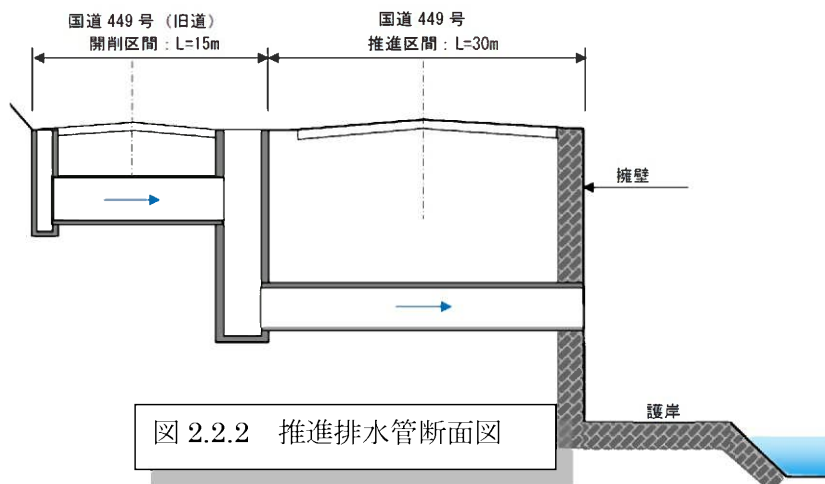 国道 449 号（旧道）
開削区間：L=15m
国道 449 号
推進区間：L=30m
擁壁
護岸
図 2.2.2　推進排水管断面図